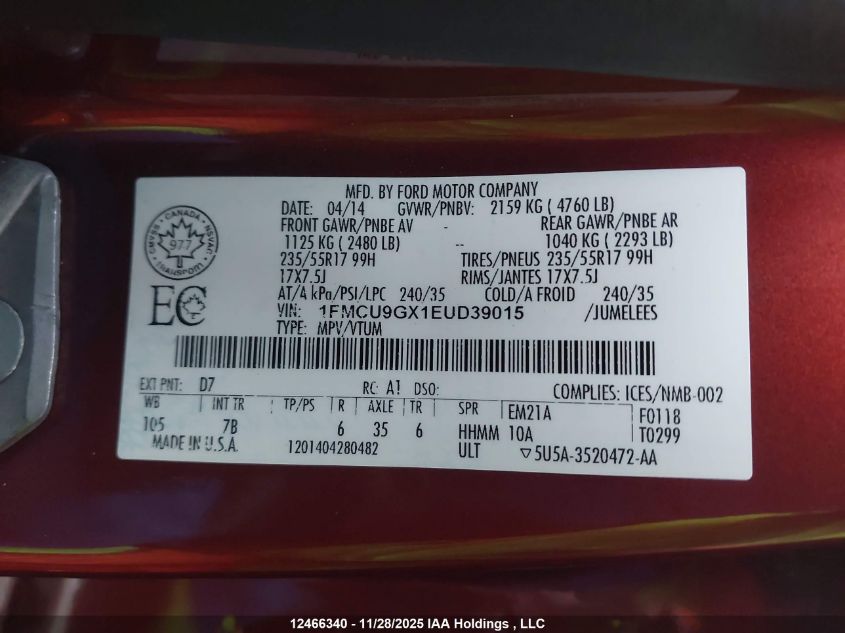 MFD. BY FORD MOTOR COMPANY
DATE: 04/14 GVWR/PNBV: 2159 KG ( 4760 LB)
FRONT GAWR/PNBE AV - REAR GAWR/PNBE AR
1125 KG ( 2480 LB) -- 1040 KG ( 2293 LB)
235/55R17 99H TIRES/PNEUS 235/55R17 99H
17X7.5J RIMS/JANTES 17X7.5J
AT/A kPa/PSI/LPC 240/35 COLD/A FROID 240/35
VIN: 1FMCU9GX1EUD39015 /JUMELEES
TYPE: MPV/VTUM
CANADA
CMVSS NSVAC
977
TRANSPORT
EC
EXT PNT: D7 RC: A1 DSO: COMPLIES: ICES/NMB-002
WB INT TR TP/PS R AXLE TR SPR EM21A F0118
105 7B 6 35 6 HHMM 10A T0299
MADE IN U.S.A. 1201404280482 ULT ▽5U5A-3520472-AA
12466340 - 11/28/2025 IAA Holdings , LLC